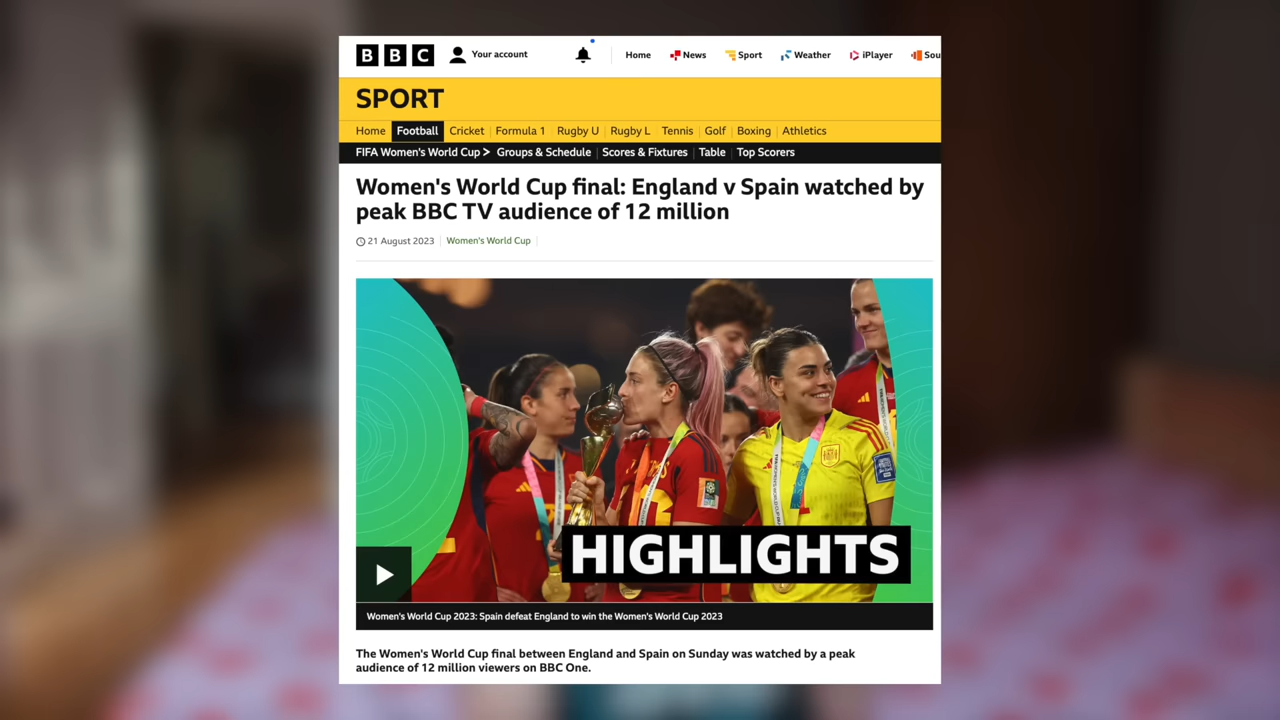 BBC Your account Home News Sport Weather iPlayer Sou
SPORT
Home Football Cricket Formula 1 Rugby U Rugby L Tennis Golf Boxing Athletics
FIFA Women's World Cup > Groups & Schedule Scores & Fixtures Table Top Scorers
Women's World Cup final: England v Spain watched by
peak BBC TV audience of 12 million
21 August 2023 Women's World Cup
HIGHLIGHTS
Women's World Cup 2023: Spain defeat England to win the Women's World Cup 2023
The Women's World Cup final between England and Spain on Sunday was watched by a peak
audience of 12 million viewers on BBC One.